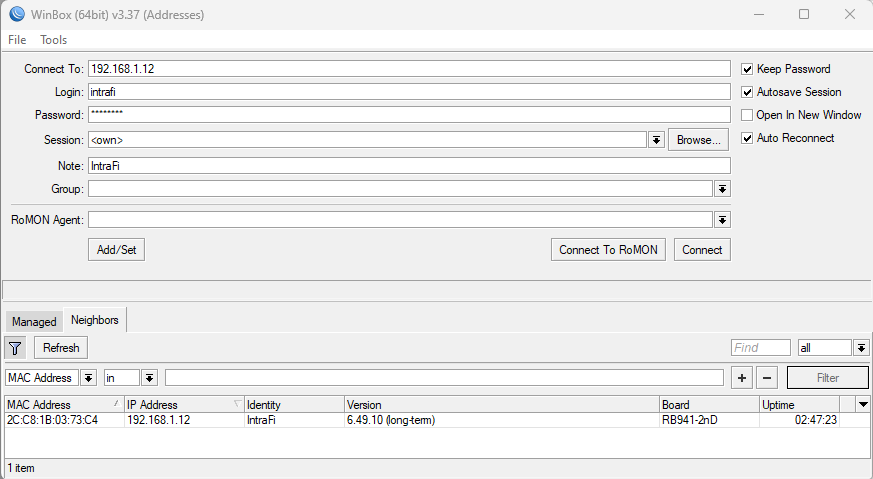 WinBox (64bit) v3.37 (Addresses)
File Tools
Connect To: 192.168.1.12 Keep Password
Login: intrafi Autosave Session
Password: ******** Open In New Window
Session: <own> Browse... Auto Reconnect
Note: IntraFi
Group:
RoMON Agent:
Add/Set Connect To RoMON Connect
Managed Neighbors
Refresh Find all
MAC Address in + − Filter
MAC Address IP Address Identity Version Board Uptime
2C:C8:1B:03:73:C4 192.168.1.12 IntraFi 6.49.10 (long-term) RB941-2nD 02:47:23
1 item